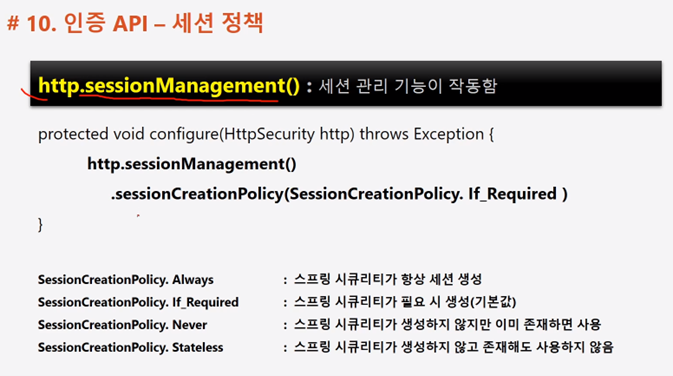 # 10. 인증 API – 세션 정책
http.sessionManagement() : 세션 관리 기능이 작동함
protected void configure(HttpSecurity http) throws Exception {
http.sessionManagement()
.sessionCreationPolicy(SessionCreationPolicy. If_Required )
}
SessionCreationPolicy. Always : 스프링 시큐리티가 항상 세션 생성
SessionCreationPolicy. If_Required : 스프링 시큐리티가 필요 시 생성(기본값)
SessionCreationPolicy. Never : 스프링 시큐리티가 생성하지 않지만 이미 존재하면 사용
SessionCreationPolicy. Stateless : 스프링 시큐리티가 생성하지 않고 존재해도 사용하지 않음